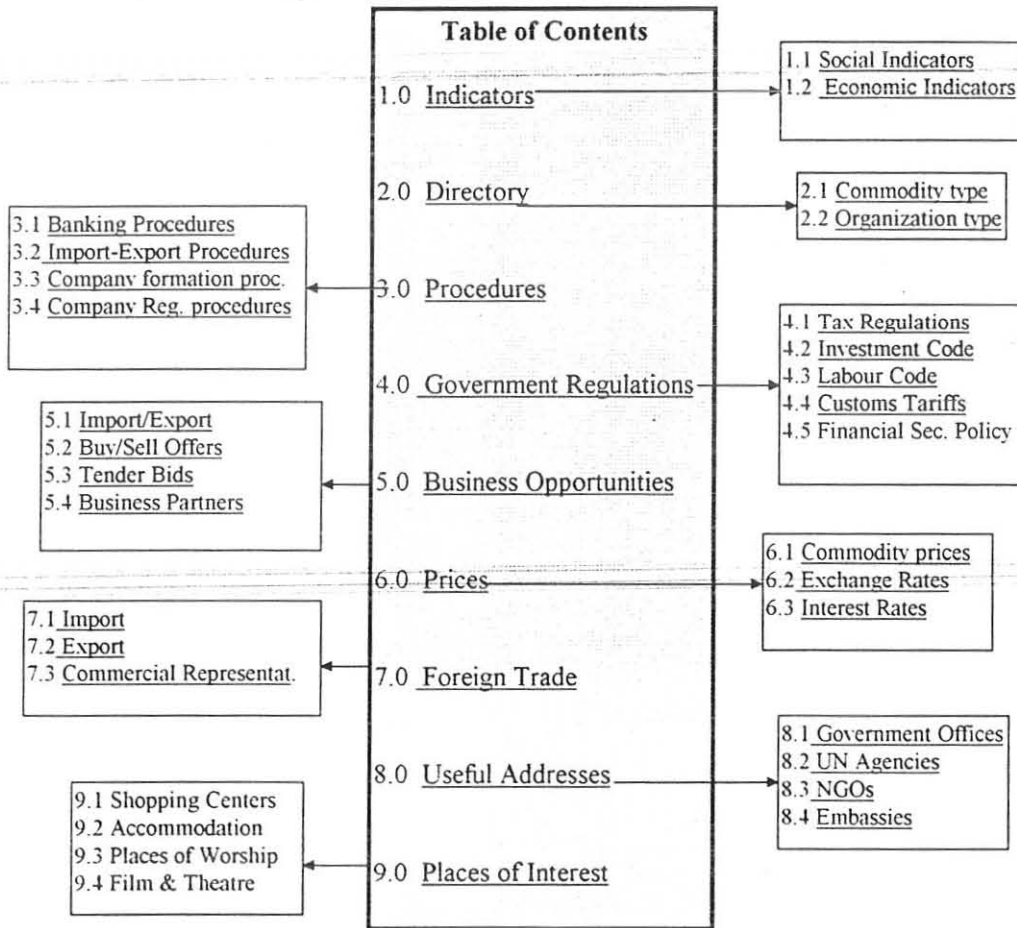 Table of Contents
1.0 Indicators
1.1 Social Indicators
1.2 Economic Indicators
2.0 Directory
2.1 Commodity type
2.2 Organization type
3.0 Procedures
3.1 Banking Procedures
3.2 Import-Export Procedures
3.3 Company formation proc.
3.4 Company Reg. procedures
4.0 Government Regulations
4.1 Tax Regulations
4.2 Investment Code
4.3 Labour Code
4.4 Customs Tariffs
4.5 Financial Sec. Policy
5.0 Business Opportunities
5.1 Import/Export
5.2 Buy/Sell Offers
5.3 Tender Bids
5.4 Business Partners
6.0 Prices
6.1 Commodity prices
6.2 Exchange Rates
6.3 Interest Rates
7.0 Foreign Trade
7.1 Import
7.2 Export
7.3 Commercial Representat.
8.0 Useful Addresses
8.1 Government Offices
8.2 UN Agencies
8.3 NGOs
8.4 Embassies
9.0 Places of Interest
9.1 Shopping Centers
9.2 Accommodation
9.3 Places of Worship
9.4 Film & Theatre